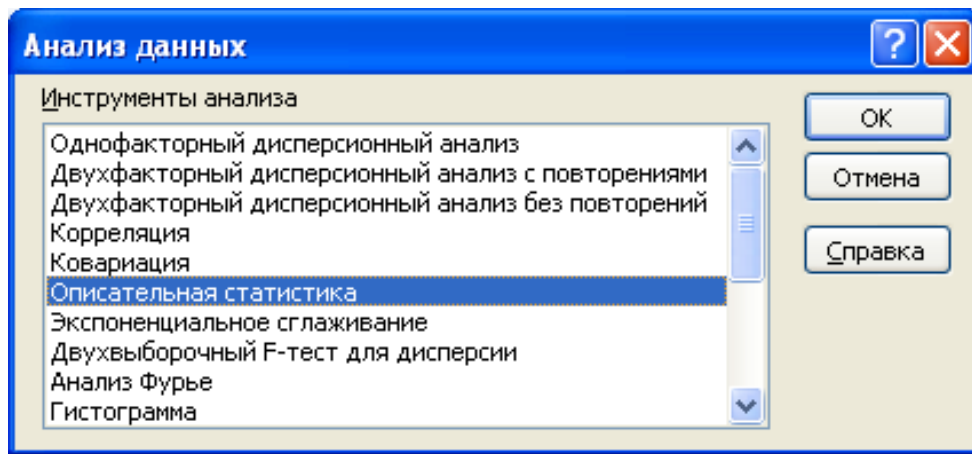 Анализ данных
Инструменты анализа
Однофакторный дисперсионный анализ
Двухфакторный дисперсионный анализ с повторениями
Двухфакторный дисперсионный анализ без повторений
Корреляция
Ковариация
Описательная статистика
Экспоненциальное сглаживание
Двухвыборочный F-тест для дисперсии
Анализ Фурье
Гистограмма
ОК
Отмена
Справка